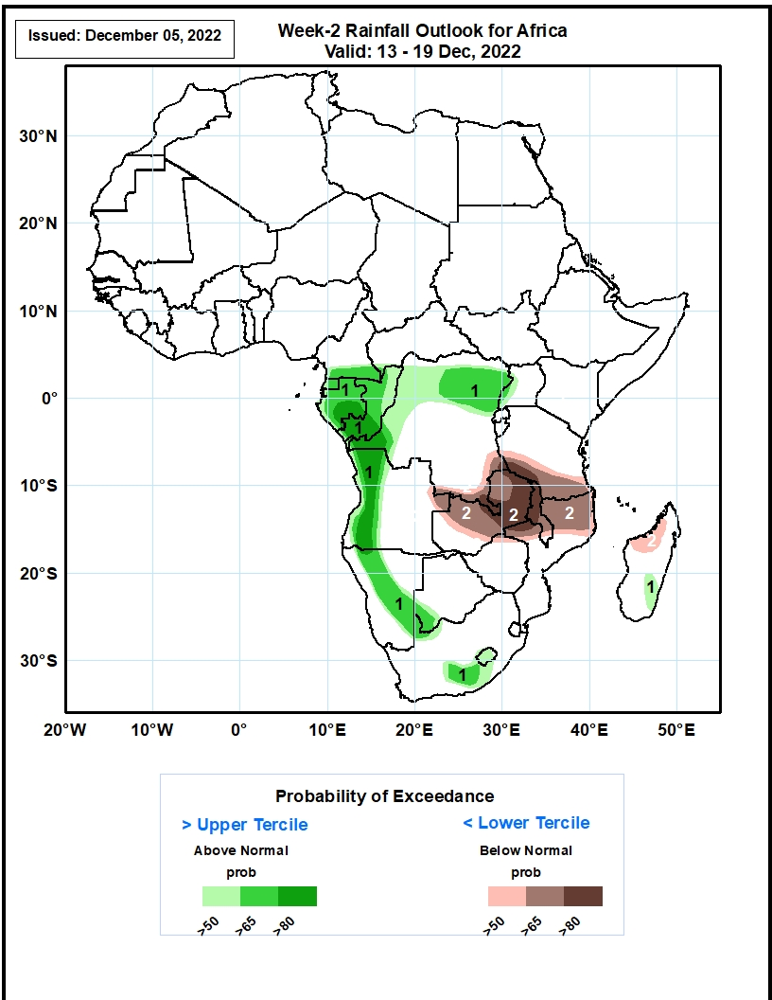 Issued: December 05, 2022
Week-2 Rainfall Outlook for Africa
Valid: 13 - 19 Dec, 2022
30°N
20°N
10°N
0°
10°S
20°S
30°S
1
1
1
1
2
2
2
2
1
1
1
20°W
10°W
0°
10°E
20°E
30°E
40°E
50°E
Probability of Exceedance
> Upper Tercile
< Lower Tercile
Above Normal
Below Normal
prob
prob
>50
>65
>80
>50
>65
>80